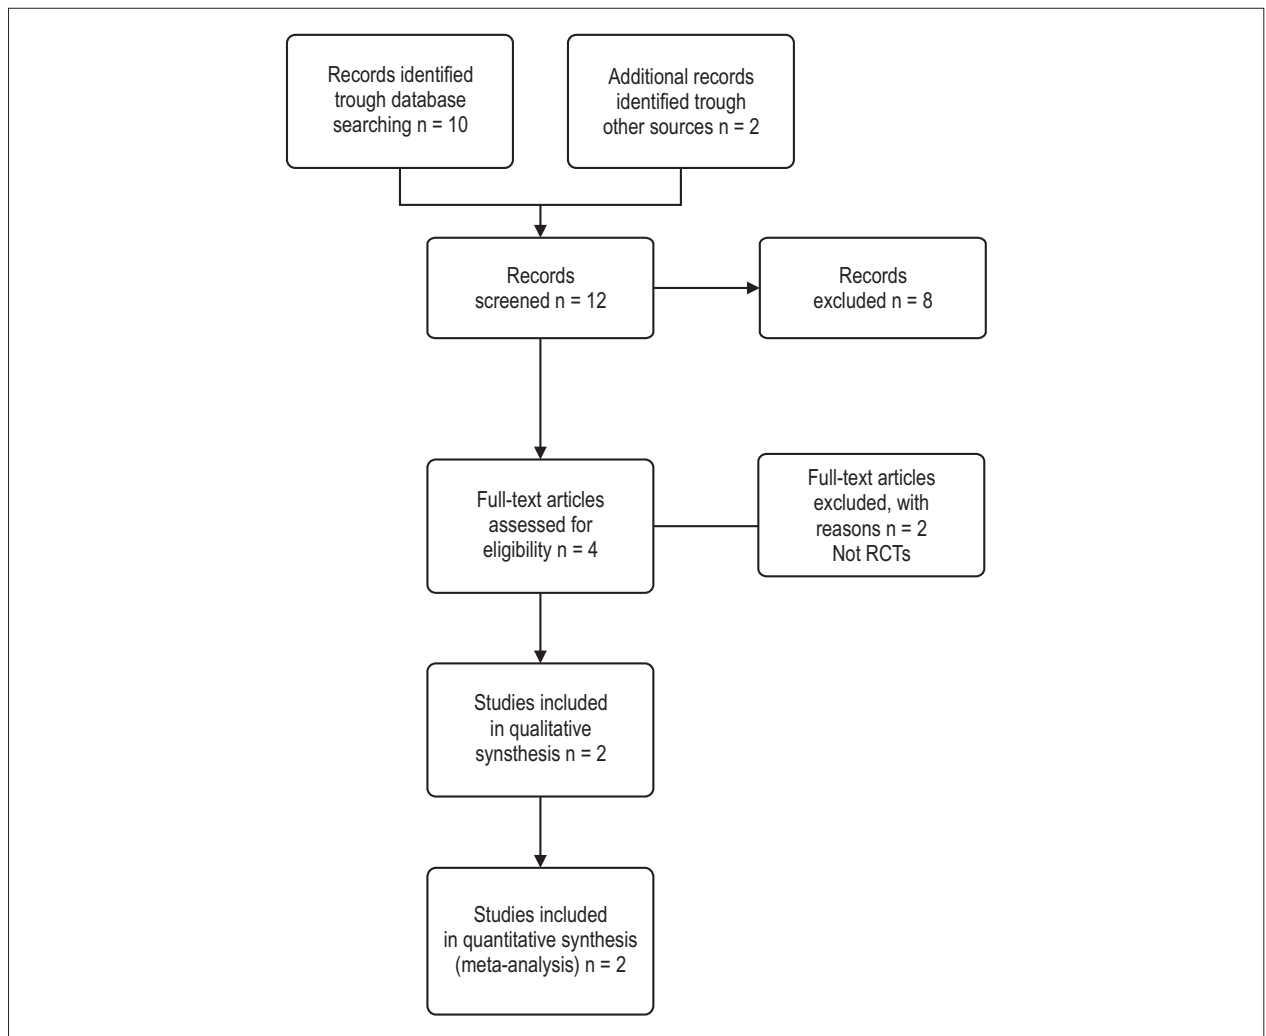 Records identified
trough database
searching n = 10
Additional records
identified trough
other sources n = 2
Records
screened n = 12
Records
excluded n = 8
Full-text articles
assessed for
eligibility n = 4
Full-text articles
excluded, with
reasons n = 2
Not RCTs
Studies included
in qualitative
synsthesis n = 2
Studies included
in quantitative synthesis
(meta-analysis) n = 2